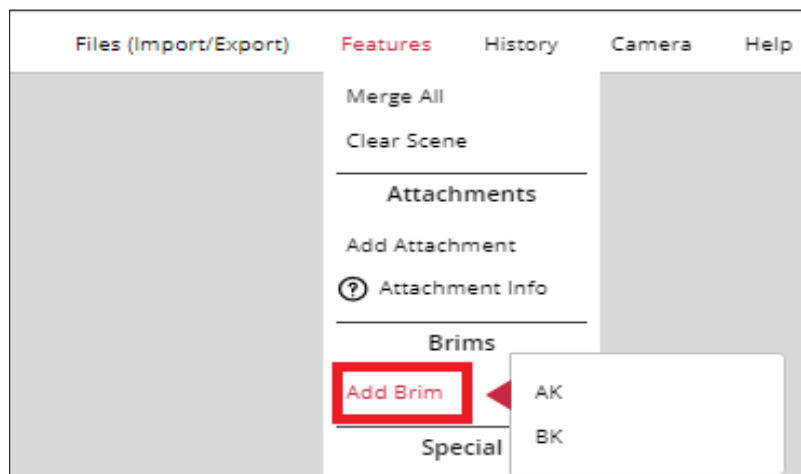 Files (Import/Export) Features History Camera Help
Merge All
Clear Scene
Attachments
Add Attachment
? Attachment Info
Brims
Add Brim AK
BK
Special